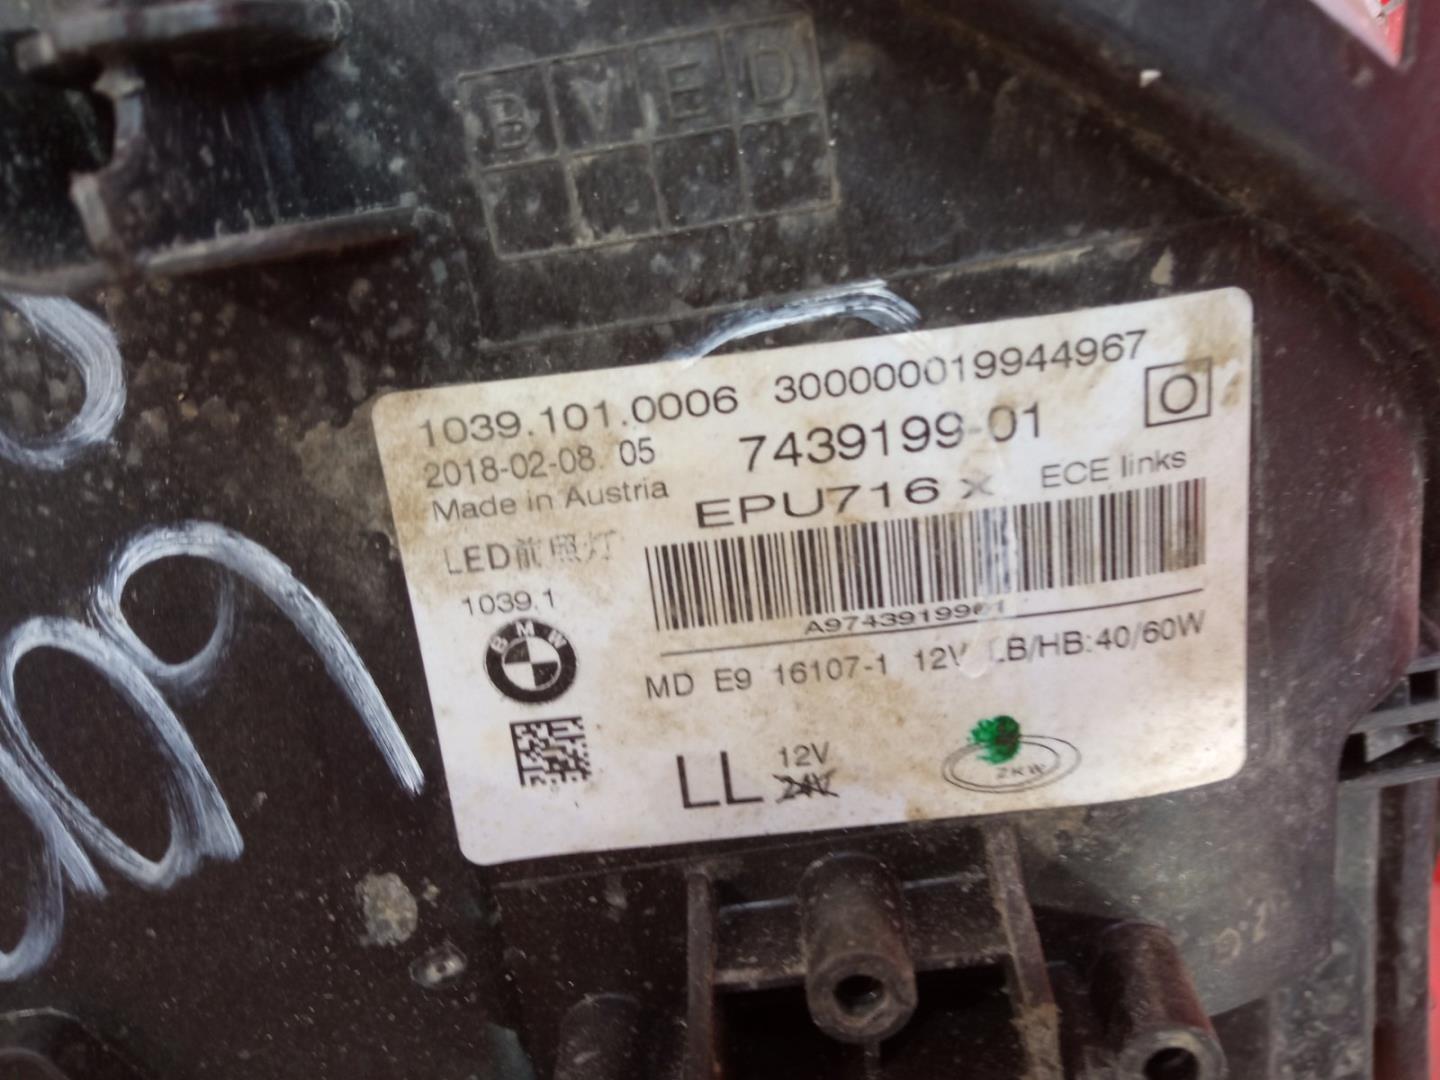 B V E D
1039.101.0006 300000019944967
2018-02-08. 05 7439199-01
Made in Austria EPU716 X ECE links
LED前照灯
1039.1
A9743919901
BMW
MD E9 16107-1 12V LB/HB:40/60W
LL 12V
24V
ZKW